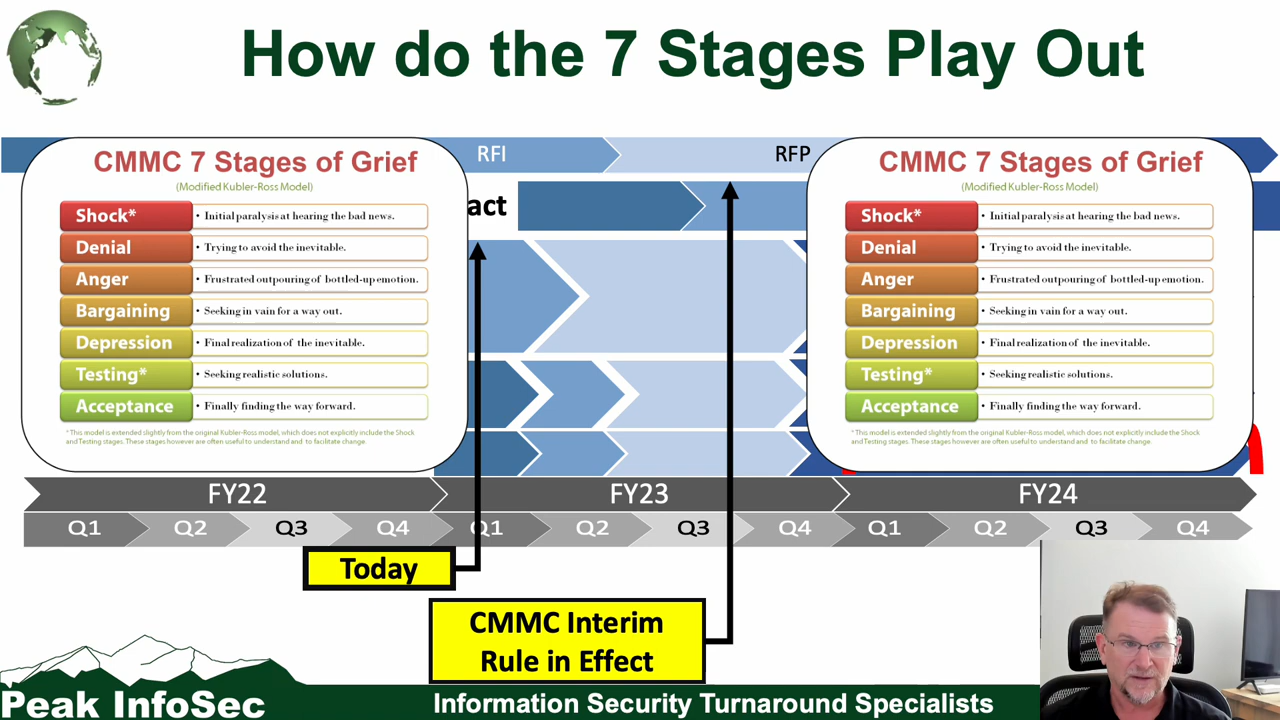 How do the 7 Stages Play Out
RFI
RFP
act
CMMC 7 Stages of Grief
(Modified Kubler-Ross Model)
Shock*
• Initial paralysis at hearing the bad news.
Denial
• Trying to avoid the inevitable.
Anger
• Frustrated outpouring of bottled-up emotion.
Bargaining
• Seeking in vain for a way out.
Depression
• Final realization of the inevitable.
Testing*
• Seeking realistic solutions.
Acceptance
• Finally finding the way forward.
* This model is extended slightly from the original Kubler-Ross model, which does not explicitly include the Shock
and Testing stages. These stages however are often useful to understand and to facilitate change.
CMMC 7 Stages of Grief
(Modified Kubler-Ross Model)
Shock*
• Initial paralysis at hearing the bad news.
Denial
• Trying to avoid the inevitable.
Anger
• Frustrated outpouring of bottled-up emotion.
Bargaining
• Seeking in vain for a way out.
Depression
• Final realization of the inevitable.
Testing*
• Seeking realistic solutions.
Acceptance
• Finally finding the way forward.
* This model is extended slightly from the original Kubler-Ross model, which does not explicitly include the Shock
and Testing stages. These stages however are often useful to understand and to facilitate change.
FY22 FY23 FY24
Q1 Q2 Q3 Q4 Q1 Q2 Q3 Q4 Q1 Q2 Q3 Q4
Today
CMMC Interim
Rule in Effect
Peak InfoSec
Information Security Turnaround Specialists